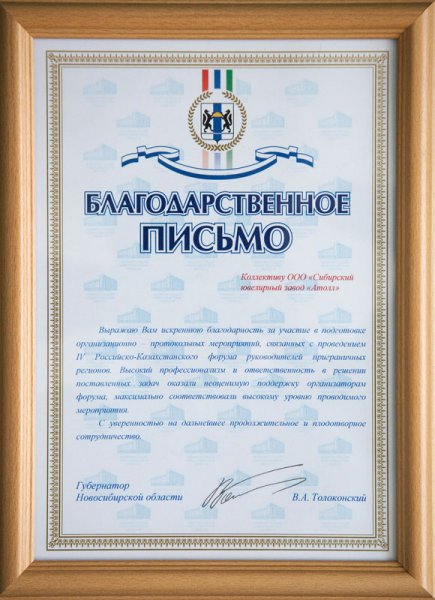 БЛАГОДАРСТВЕННОЕ
ПИСЬМО
Коллективу ООО «Сибирский
ювелирный завод «Атолл»
Выражаю Вам искреннюю благодарность за участие в подготовке
организационно – протокольных мероприятий, связанных с проведением
IV Российско-Казахстанского форума руководителей приграничных
регионов. Высокий профессионализм и ответственность в решении
поставленных задач оказали неоценимую поддержку организаторам
форума, максимально соответствовали высокому уровню проводимого
мероприятия.
С уверенностью на дальнейшее продолжительное и плодотворное
сотрудничество.
Губернатор
Новосибирской области В.А. Толоконский